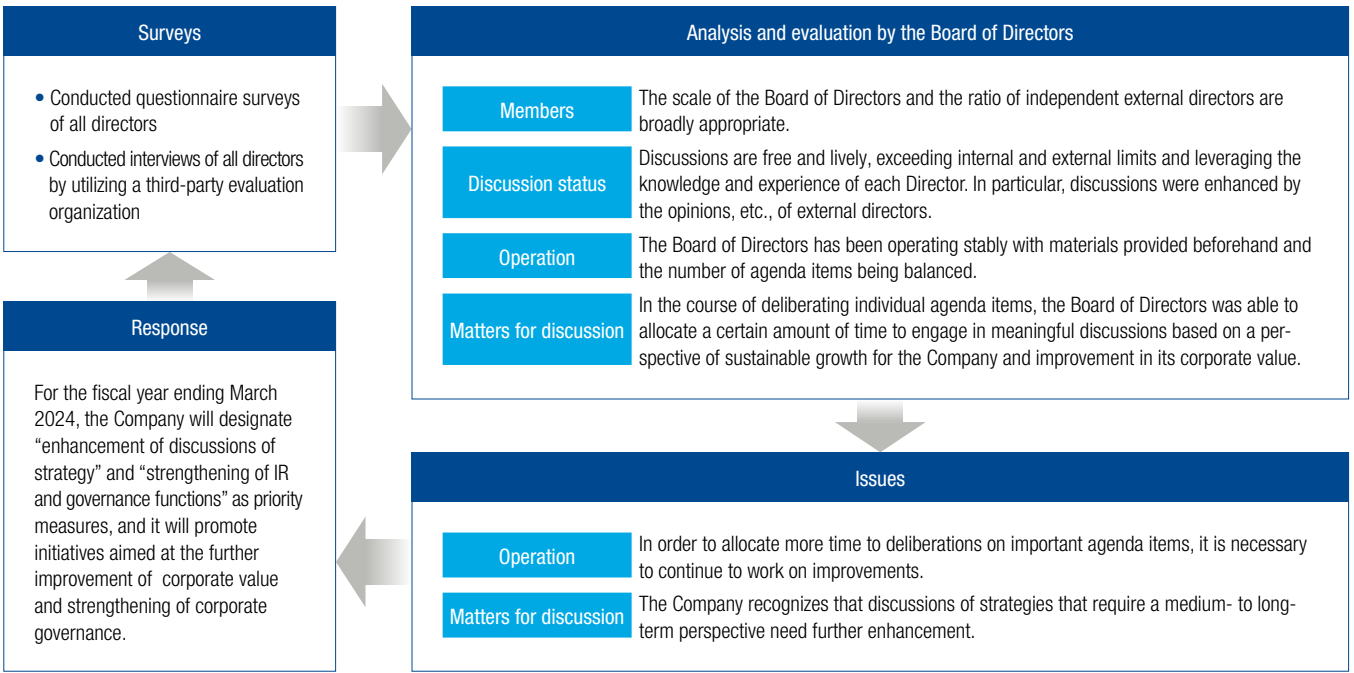 Surveys
• Conducted questionnaire surveys
of all directors
• Conducted interviews of all directors
by utilizing a third-party evaluation
organization
Analysis and evaluation by the Board of Directors
Members
The scale of the Board of Directors and the ratio of independent external directors are
broadly appropriate.
Discussion status
Discussions are free and lively, exceeding internal and external limits and leveraging the
knowledge and experience of each Director. In particular, discussions were enhanced by
the opinions, etc., of external directors.
Operation
The Board of Directors has been operating stably with materials provided beforehand and
the number of agenda items being balanced.
Matters for discussion
In the course of deliberating individual agenda items, the Board of Directors was able to
allocate a certain amount of time to engage in meaningful discussions based on a per-
spective of sustainable growth for the Company and improvement in its corporate value.
Issues
Operation
In order to allocate more time to deliberations on important agenda items, it is necessary
to continue to work on improvements.
Matters for discussion
The Company recognizes that discussions of strategies that require a medium- to long-
term perspective need further enhancement.
Response
For the fiscal year ending March
2024, the Company will designate
“enhancement of discussions of
strategy” and “strengthening of IR
and governance functions” as priority
measures, and it will promote
initiatives aimed at the further
improvement of corporate value
and strengthening of corporate
governance.